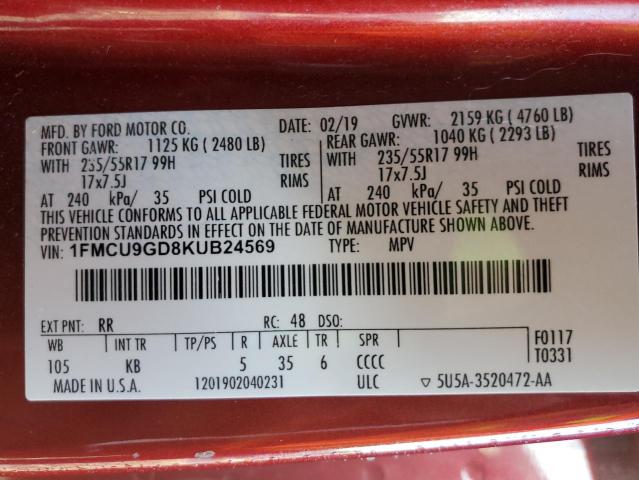 MFD. BY FORD MOTOR CO. DATE: 02/19 GVWR: 2159 KG ( 4760 LB)
FRONT GAWR: 1125 KG ( 2480 LB) REAR GAWR: 1040 KG ( 2293 LB)
WITH 235/55R17 99H TIRES WITH 235/55R17 99H TIRES
17x7.5J RIMS 17x7.5J RIMS
AT 240 kPa/ 35 PSI COLD AT 240 kPa/ 35 PSI COLD
THIS VEHICLE CONFORMS TO ALL APPLICABLE FEDERAL MOTOR VEHICLE SAFETY AND THEFT
PREVENTION STANDARDS IN EFFECT ON THE DATE OF MANUFACTURE SHOWN ABOVE.
VIN: 1FMCU9GD8KUB24569 TYPE: MPV
EXT PNT: RR RC: 48 DSO:
WB INT TR TP/PS R AXLE TR SPR F0117
105 KB 5 35 6 CCCC T0331
MADE IN U.S.A. 1201902040231 ULC ▽ 5U5A-3520472-AA